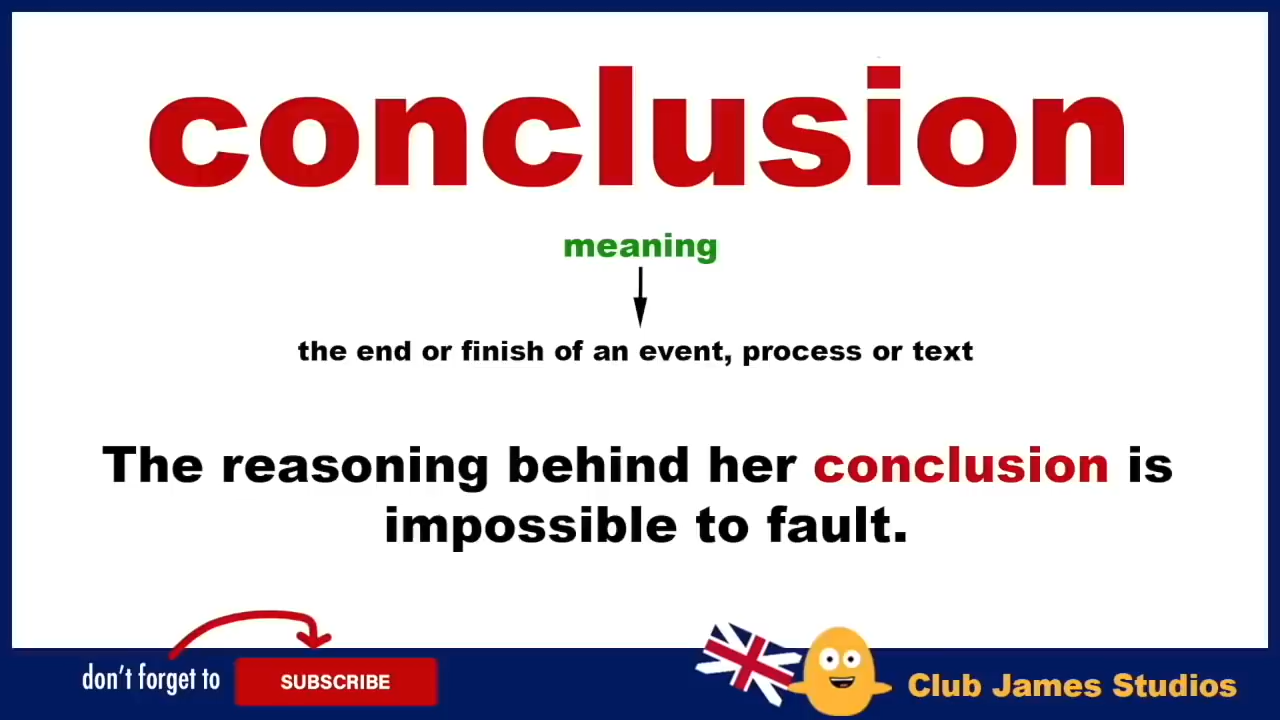 conclusion
meaning
the end or finish of an event, process or text
The reasoning behind her conclusion is
impossible to fault.
don't forget to
SUBSCRIBE
Club James Studios